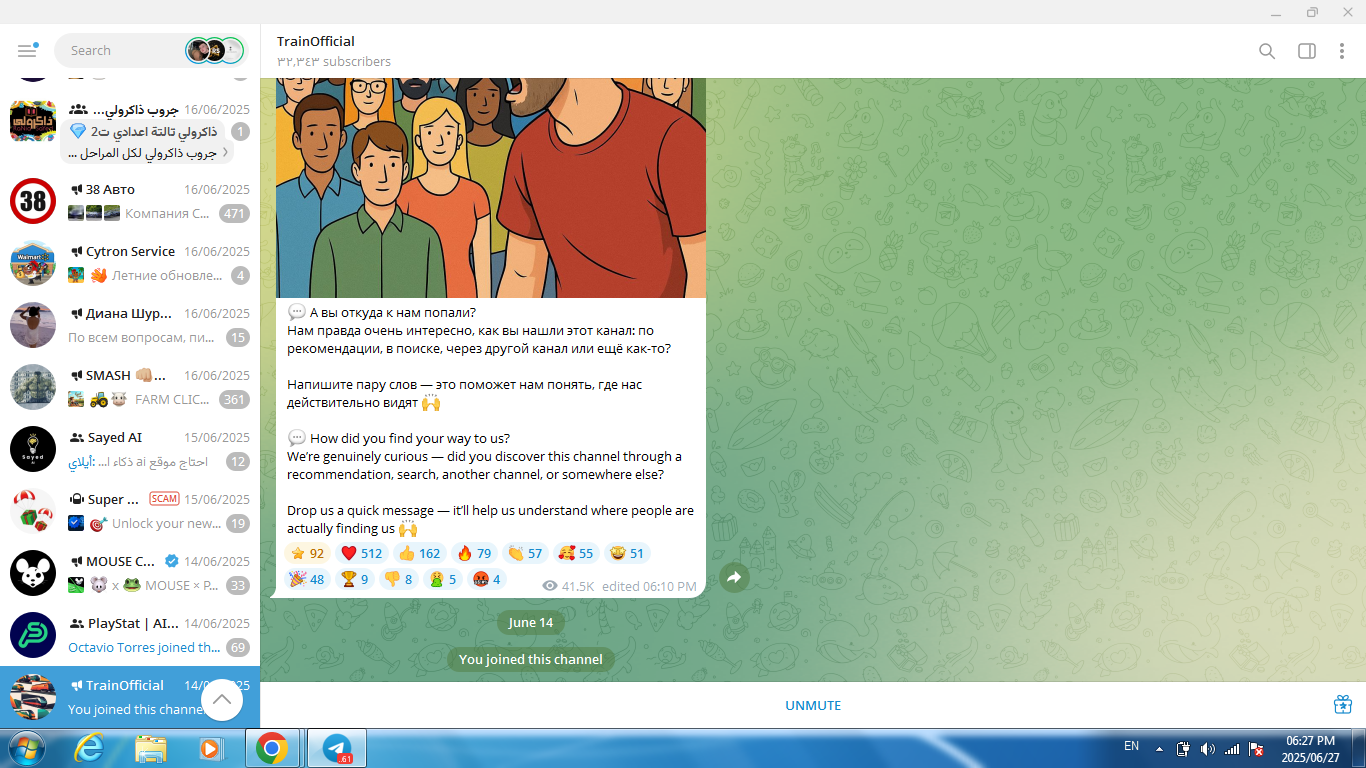 Search
جروب ذاكرولي...
16/06/2025
ذاكرولي تالتة اعدادي ت2
1
جروب ذاكرولي لكل المراحل ...
38
38 Авто
16/06/2025
Компания С...
471
Walmart
Cytron Service
16/06/2025
Летние обновле...
4
Диана Шур...
16/06/2025
По всем вопросам, пи...
15
SMASH 👊🏼...
16/06/2025
🚜 🐮 FARM CLIC...
361
Sayed
Sayed AI
15/06/2025
أيلاي: احتاج موقع ai ذكاء ا...
12
Super ...
SCAM
15/06/2025
🎯 Unlock your new...
19
MOUSE C...
14/06/2025
🐭 x 🐸 MOUSE × P...
33
PlayStat | AI...
14/06/2025
Octavio Torres joined th...
69
TrainOfficial
You joined this channe
TrainOfficial
٣٢,٣٤٣ subscribers
💬 А вы откуда к нам попали?
Нам правда очень интересно, как вы нашли этот канал: по
рекомендации, в поиске, через другой канал или ещё как-то?
Напишите пару слов — это поможет нам понять, где нас
действительно видят 🙌
💬 How did you find your way to us?
We're genuinely curious — did you discover this channel through a
recommendation, search, another channel, or somewhere else?
Drop us a quick message — it'll help us understand where people are
actually finding us 🙌
⭐ 92 ❤️ 512 👍 162 🔥 79 👏 57 🥰 55 🤩 51
🎉 48 🏆 9 👎 8 🤮 5 🤬 4
41.5K edited 06:10 PM
June 14
You joined this channel
UNMUTE
.61
EN
06:27 PM
2025/06/27